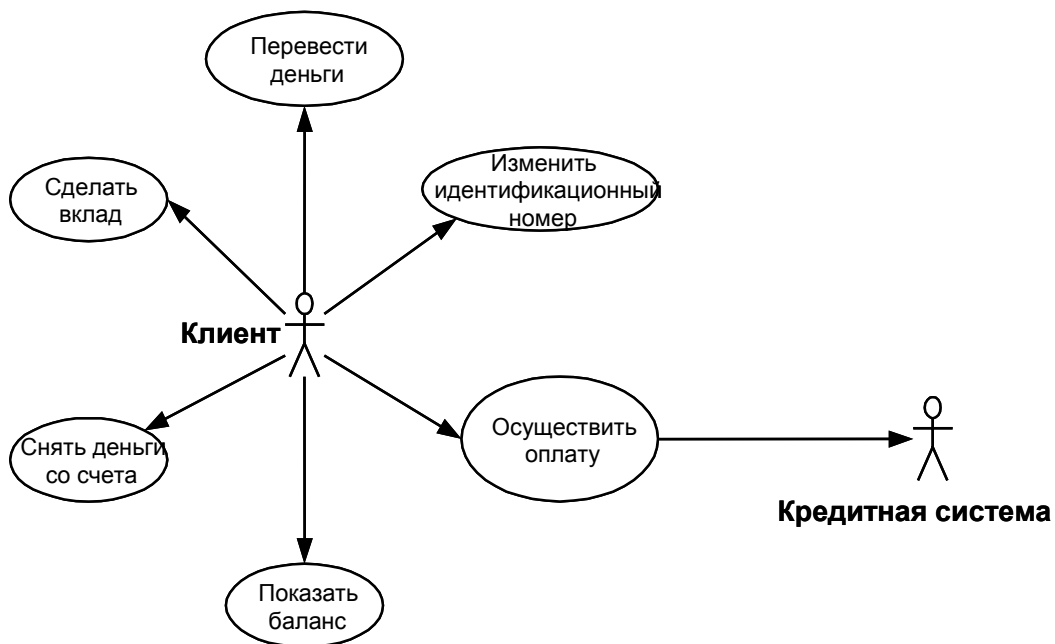 Перевести
деньги
Изменить
идентификационный
номер
Сделать
вклад
Клиент
Осуществить
оплату
Снять деньги
со счета
Кредитная система
Показать
баланс